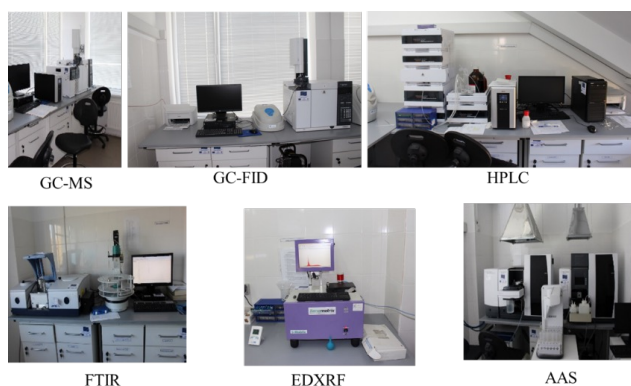 GC-MS
GC-FID
HPLC
FTIR
EDXRF
AAS